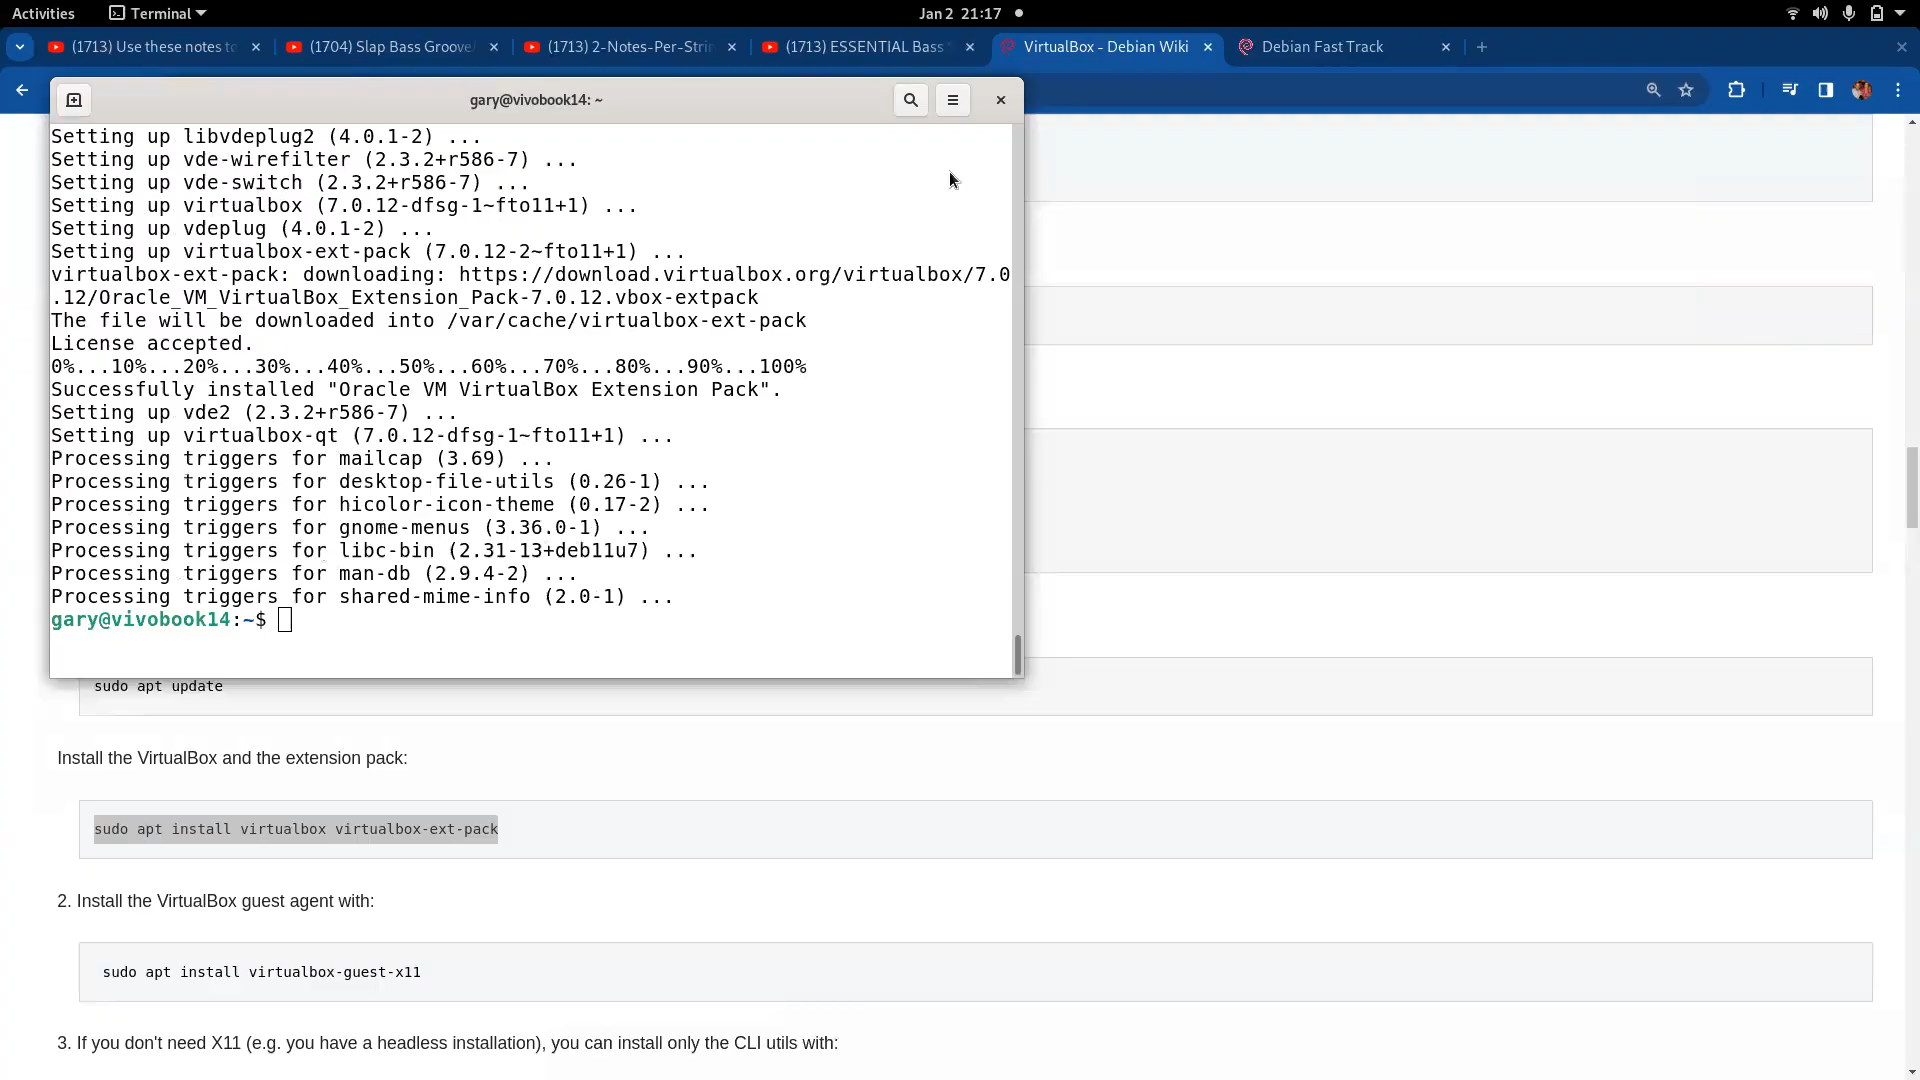 Activities
Terminal
Jan 2 21:17
(1713) Use these notes to
(1704) Slap Bass Groove
(1713) 2-Notes-Per-Strin
(1713) ESSENTIAL Bass
VirtualBox - Debian Wiki
Debian Fast Track
gary@vivobook14: ~
Setting up libvdeplug2 (4.0.1-2) ...
Setting up vde-wirefilter (2.3.2+r586-7) ...
Setting up vde-switch (2.3.2+r586-7) ...
Setting up virtualbox (7.0.12-dfsg-1~fto11+1) ...
Setting up vdeplug (4.0.1-2) ...
Setting up virtualbox-ext-pack (7.0.12-2~fto11+1) ...
virtualbox-ext-pack: downloading: https://download.virtualbox.org/virtualbox/7.0
.12/Oracle_VM_VirtualBox_Extension_Pack-7.0.12.vbox-extpack
The file will be downloaded into /var/cache/virtualbox-ext-pack
License accepted.
0%...10%...20%...30%...40%...50%...60%...70%...80%...90%...100%
Successfully installed "Oracle VM VirtualBox Extension Pack".
Setting up vde2 (2.3.2+r586-7) ...
Setting up virtualbox-qt (7.0.12-dfsg-1~fto11+1) ...
Processing triggers for mailcap (3.69) ...
Processing triggers for desktop-file-utils (0.26-1) ...
Processing triggers for hicolor-icon-theme (0.17-2) ...
Processing triggers for gnome-menus (3.36.0-1) ...
Processing triggers for libc-bin (2.31-13+deb11u7) ...
Processing triggers for man-db (2.9.4-2) ...
Processing triggers for shared-mime-info (2.0-1) ...
gary@vivobook14:~$
sudo apt update
Install the VirtualBox and the extension pack:
sudo apt install virtualbox virtualbox-ext-pack
2. Install the VirtualBox guest agent with:
sudo apt install virtualbox-guest-x11
3. If you don't need X11 (e.g. you have a headless installation), you can install only the CLI utils with: